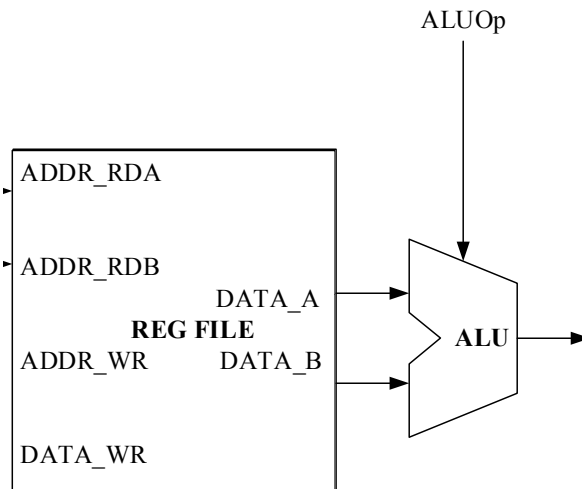 ALUOp
ADDR_RDA
ADDR_RDB
DATA_A
REG FILE
ALU
ADDR_WR
DATA_B
DATA_WR